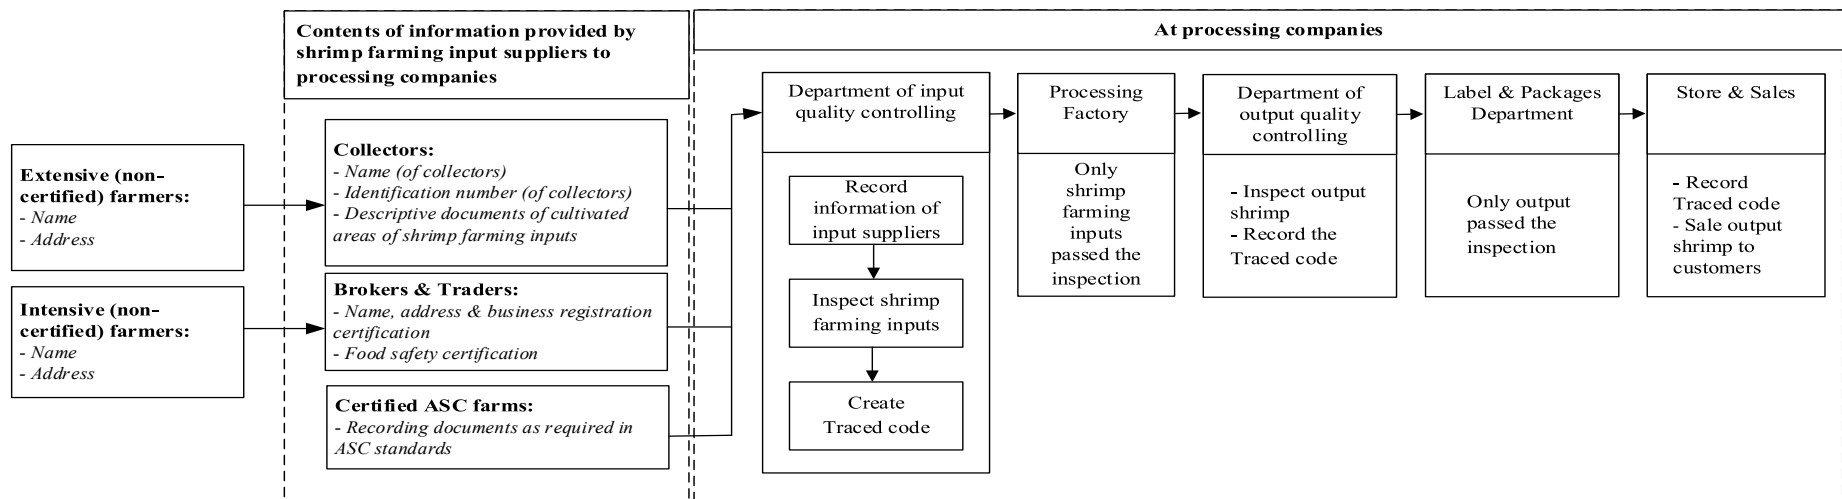 Extensive (non-
certified) farmers:
- Name
- Address
Intensive (non-
certified) farmers:
- Name
- Address
Contents of information provided by
shrimp farming input suppliers to
processing companies
Collectors:
- Name (of collectors)
- Identification number (of collectors)
- Descriptive documents of cultivated
areas of shrimp farming inputs
Brokers & Traders:
- Name, address & business registration
certification
- Food safety certification
Certified ASC farms:
- Recording documents as required in
ASC standards
At processing companies
Department of input
quality controlling
Record
information of
input suppliers
Inspect shrimp
farming inputs
Create
Traced code
Processing
Factory
Only
shrimp
farming
inputs
passed the
inspection
Department of
output quality
controlling
- Inspect output
shrimp
- Record the
Traced code
Label & Packages
Department
Only output
passed the
inspection
Store & Sales
- Record
Traced code
- Sale output
shrimp to
customers